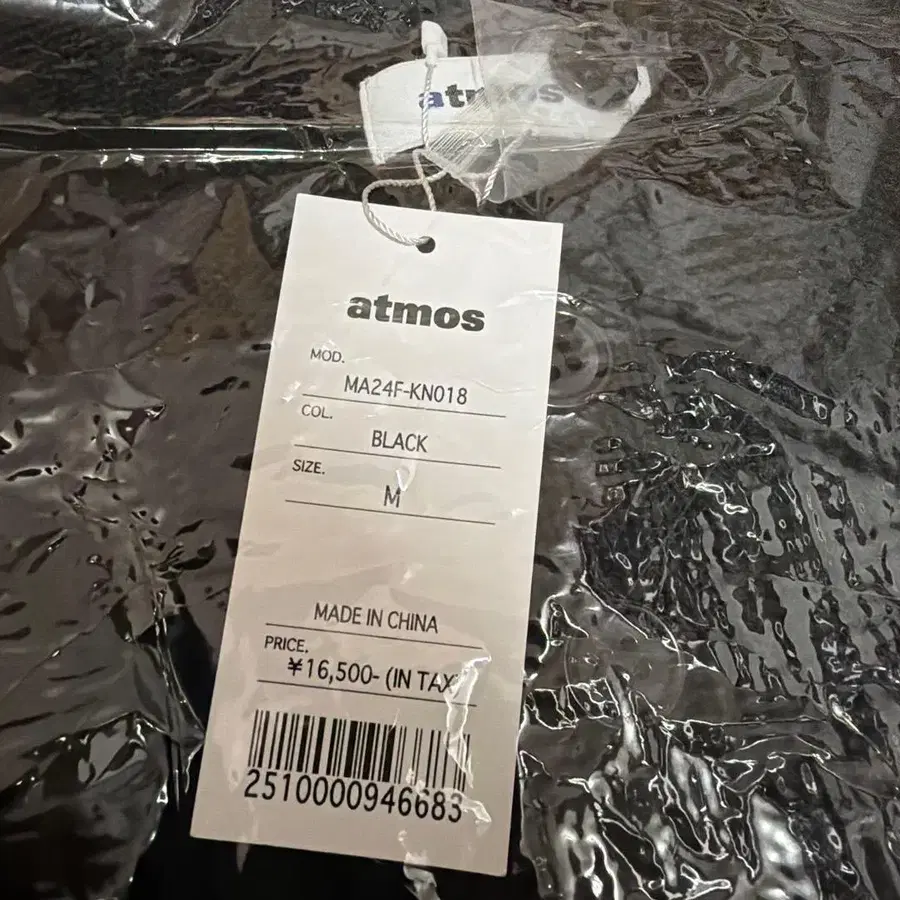 atmos
atmos
MOD.
MA24F-KN018
COL.
BLACK
SIZE.
M
MADE IN CHINA
PRICE.
¥16,500- (IN TAX)
2510000946683